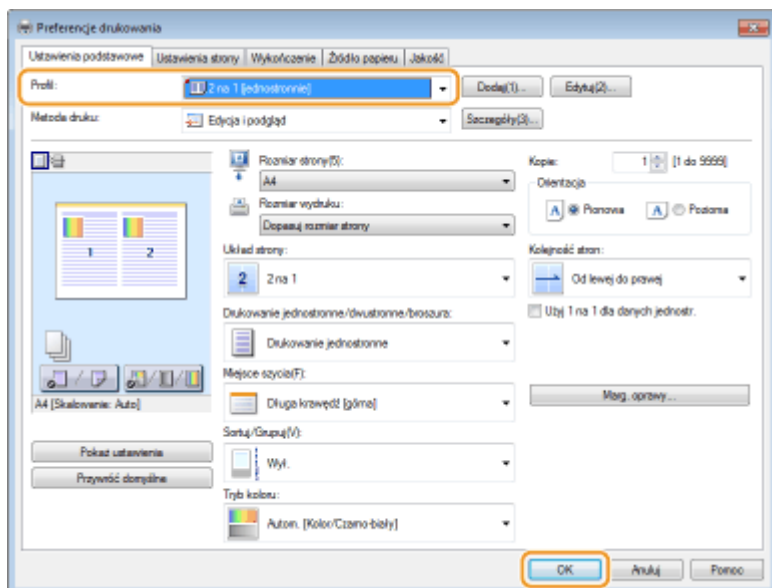 Preferencje drukowania
Ustawienia podstawowe Ustawienia strony Wykończenie Źródło papieru Jakość
Profil: 2 na 1 [jednostronnie] Dodaj(1)... Edytuj(2)...
Metoda druku: Edycja i podgląd Szczegóły(3)...
1 2
A4 [Skalowanie: Auto]
Pokaż ustawienia
Przywróć domyślne
Rozmiar strony(5):
A4
Rozmiar wydruku:
Dopasuj rozmiar strony
Układ strony:
2 2 na 1
Drukowanie jednostronne/dwustronne/broszura:
Drukowanie jednostronne
Miejsce szycia(F):
Długa krawędź [górna]
Sortuj/Grupuj(V):
Wył.
Tryb koloru:
Autom. [Kolor/Czarno-biały]
Kopie: 1 [1 do 9999]
Orientacja
A Pionowa A Pozioma
Kolejność stron:
Od lewej do prawej
Użyj 1 na 1 dla danych jednostr.
Marg. oprawy...
OK Anuluj Pomoc